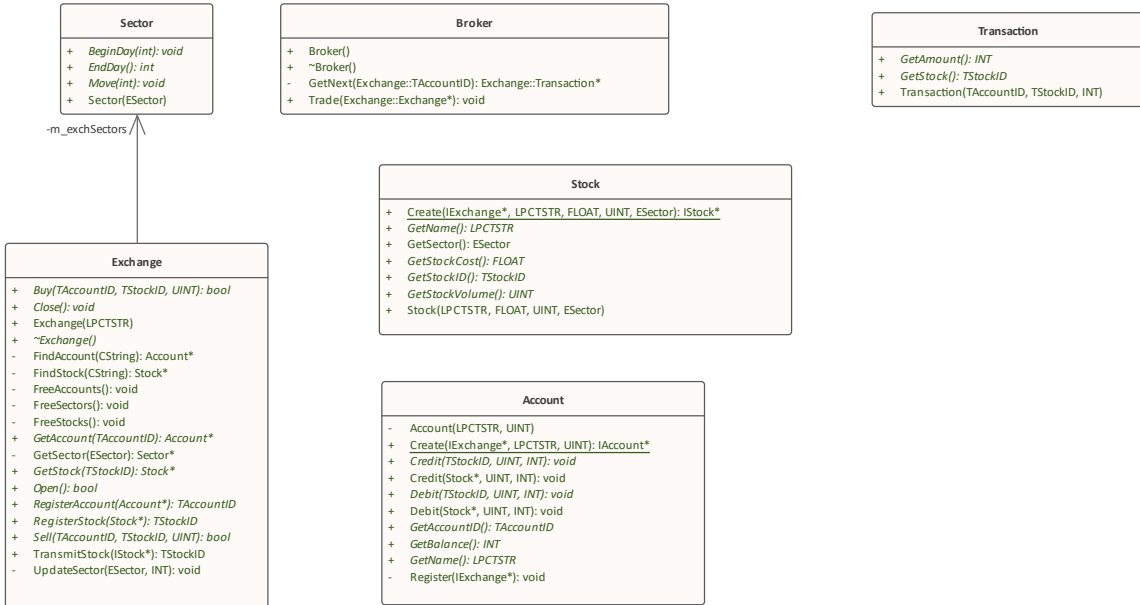 Sector
+ BeginDay(int): void
+ EndDay(): int
+ Move(int): void
+ Sector(ESector)
-m_exchSectors
Broker
+ Broker()
+ ~Broker()
- GetNext(Exchange::TAccountID): Exchange::Transaction*
+ Trade(Exchange::Exchange*): void
Transaction
+ GetAmount(): INT
+ GetStock(): TStockID
+ Transaction(TAccountID, TStockID, INT)
Stock
+ Create(IExchange*, LPCTSTR, FLOAT, UINT, ESector): IStock*
+ GetName(): LPCTSTR
+ GetSector(): ESector
+ GetStockCost(): FLOAT
+ GetStockID(): TStockID
+ GetStockVolume(): UINT
+ Stock(LPCTSTR, FLOAT, UINT, ESector)
Exchange
+ Buy(TAccountID, TStockID, UINT): bool
+ Close(): void
+ Exchange(LPCTSTR)
+ ~Exchange()
- FindAccount(CString): Account*
- FindStock(CString): Stock*
- FreeAccounts(): void
- FreeSectors(): void
- FreeStocks(): void
+ GetAccount(TAccountID): Account*
- GetSector(ESector): Sector*
+ GetStock(TStockID): Stock*
+ Open(): bool
+ RegisterAccount(Account*): TAccountID
+ RegisterStock(Stock*): TStockID
+ Sell(TAccountID, TStockID, UINT): bool
+ TransmitStock(IStock*): TStockID
- UpdateSector(ESector, INT): void
Account
- Account(LPCTSTR, UINT)
+ Create(IExchange*, LPCTSTR, UINT): IAccount*
+ Credit(TStockID, UINT, INT): void
+ Credit(Stock*, UINT, INT): void
+ Debit(TStockID, UINT, INT): void
+ Debit(Stock*, UINT, INT): void
+ GetAccountID(): TAccountID
+ GetBalance(): INT
+ GetName(): LPCTSTR
- Register(IExchange*): void